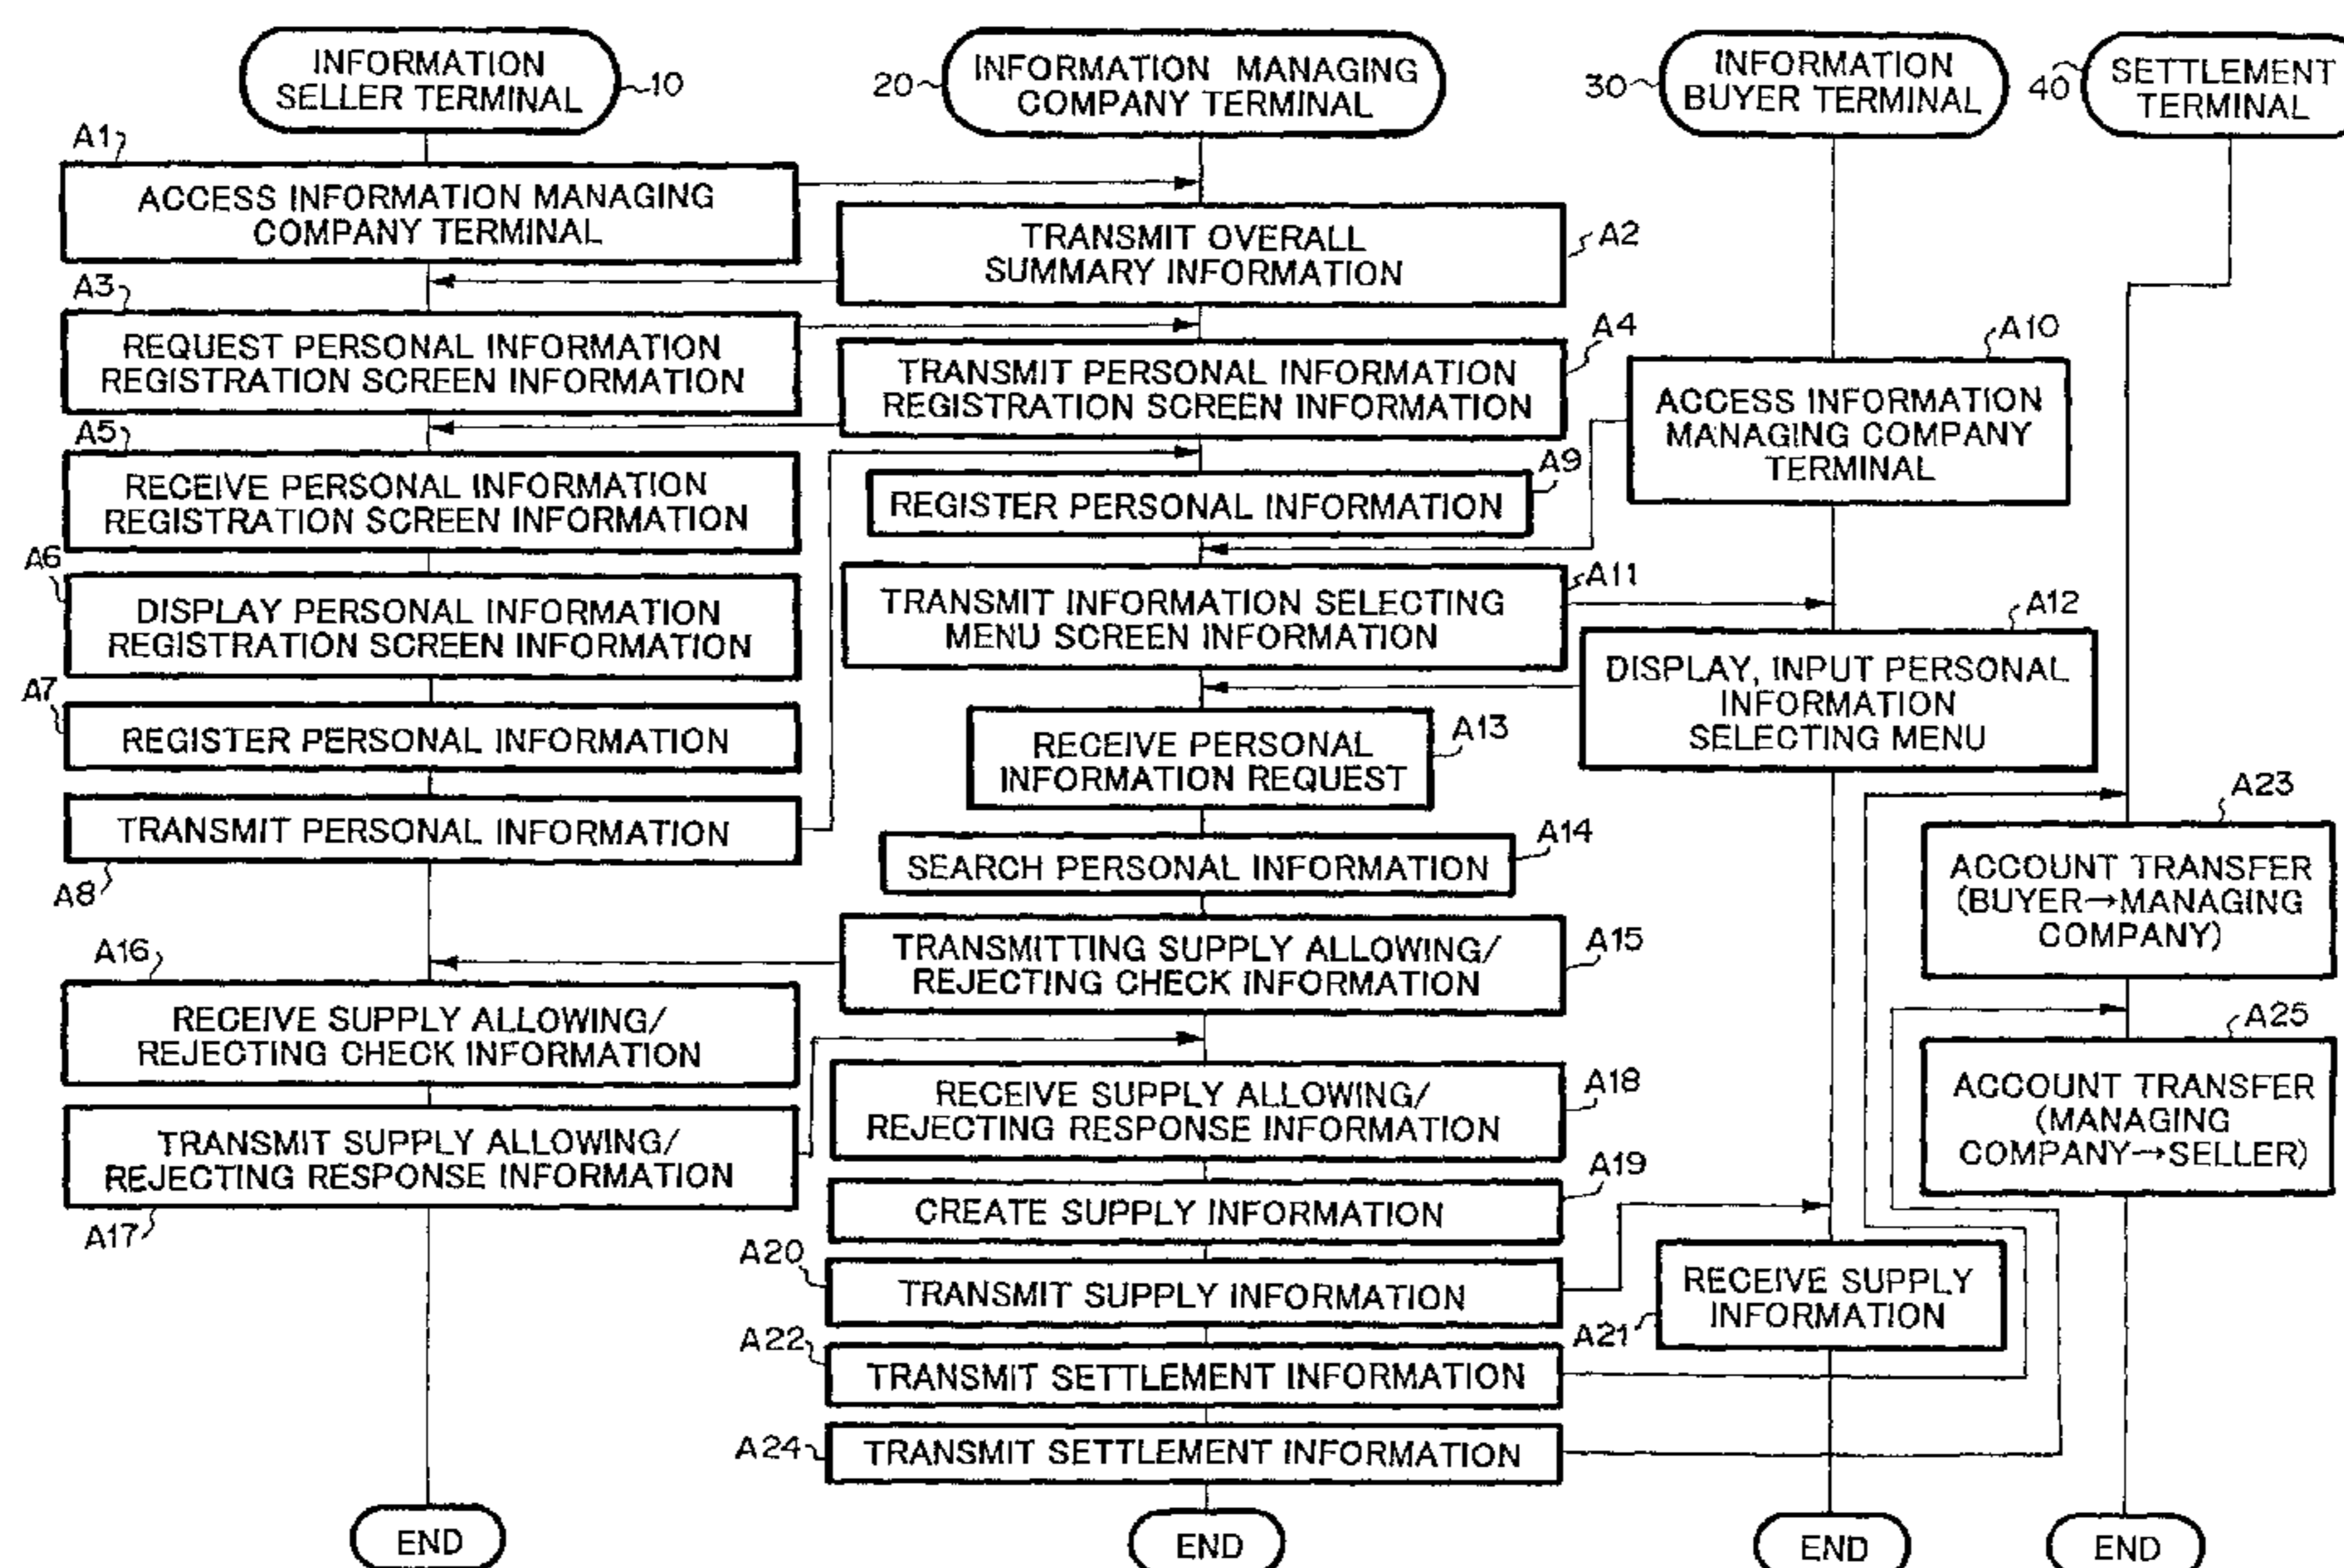 INFORMATION
SELLER TERMINAL
10
20
INFORMATION MANAGING
COMPANY TERMINAL
30
INFORMATION
BUYER TERMINAL
40
SETTLEMENT
TERMINAL
A1
ACCESS INFORMATION MANAGING
COMPANY TERMINAL
TRANSMIT OVERALL
SUMMARY INFORMATION
A2
A3
REQUEST PERSONAL INFORMATION
REGISTRATION SCREEN INFORMATION
A4
TRANSMIT PERSONAL INFORMATION
REGISTRATION SCREEN INFORMATION
A10
ACCESS INFORMATION
MANAGING COMPANY
TERMINAL
A5
RECEIVE PERSONAL INFORMATION
REGISTRATION SCREEN INFORMATION
A9
REGISTER PERSONAL INFORMATION
A6
DISPLAY PERSONAL INFORMATION
REGISTRATION SCREEN INFORMATION
A11
TRANSMIT INFORMATION SELECTING
MENU SCREEN INFORMATION
A12
DISPLAY, INPUT PERSONAL
INFORMATION
SELECTING MENU
A7
REGISTER PERSONAL INFORMATION
A13
RECEIVE PERSONAL
INFORMATION REQUEST
TRANSMIT PERSONAL INFORMATION
A8
A14
SEARCH PERSONAL INFORMATION
A23
ACCOUNT TRANSFER
(BUYER→MANAGING
COMPANY)
TRANSMITTING SUPPLY ALLOWING/
REJECTING CHECK INFORMATION
A15
A16
RECEIVE SUPPLY ALLOWING/
REJECTING CHECK INFORMATION
A25
ACCOUNT TRANSFER
(MANAGING
COMPANY→SELLER)
RECEIVE SUPPLY ALLOWING/
REJECTING RESPONSE INFORMATION
A18
TRANSMIT SUPPLY ALLOWING/
REJECTING RESPONSE INFORMATION
A17
A19
CREATE SUPPLY INFORMATION
A20
TRANSMIT SUPPLY INFORMATION
RECEIVE SUPPLY
INFORMATION
A21
A22
TRANSMIT SETTLEMENT INFORMATION
A24
TRANSMIT SETTLEMENT INFORMATION
END
END
END
END